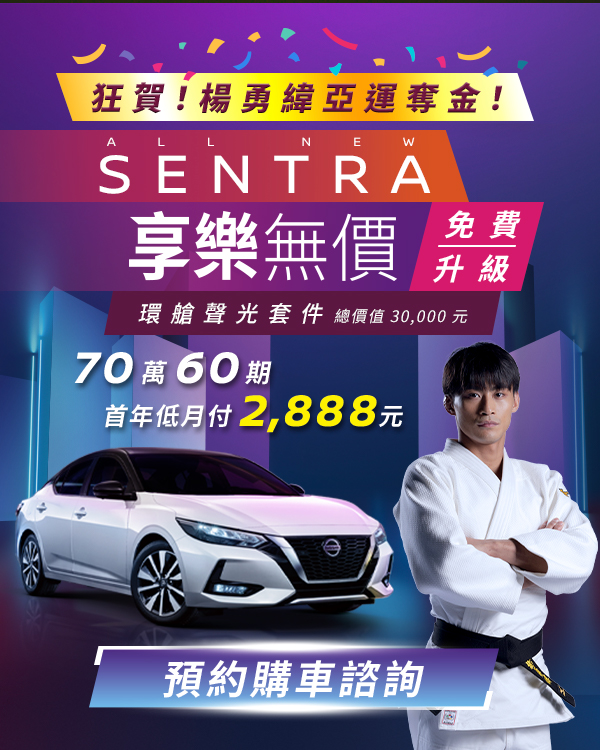 狂賀！楊勇緯亞運奪金！
ALL NEW
SENTRA
享樂無價
免費
升級
環艙聲光套件 總價值 30,000 元
70萬60期
首年低月付 2,888元
NISSAN
預約購車諮詢